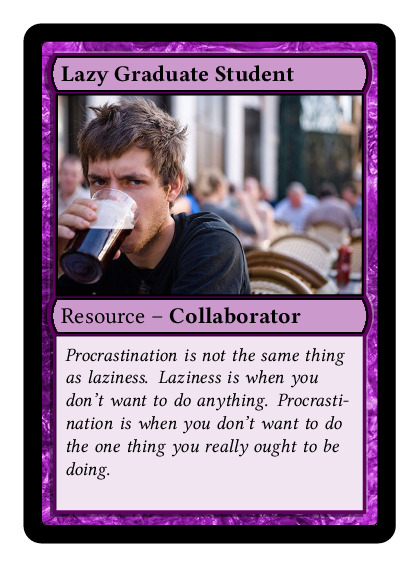 Lazy Graduate Student
Resource – Collaborator
Procrastination is not the same thing
as laziness. Laziness is when you
don't want to do anything. Procrasti-
nation is when you don't want to do
the one thing you really ought to be
doing.